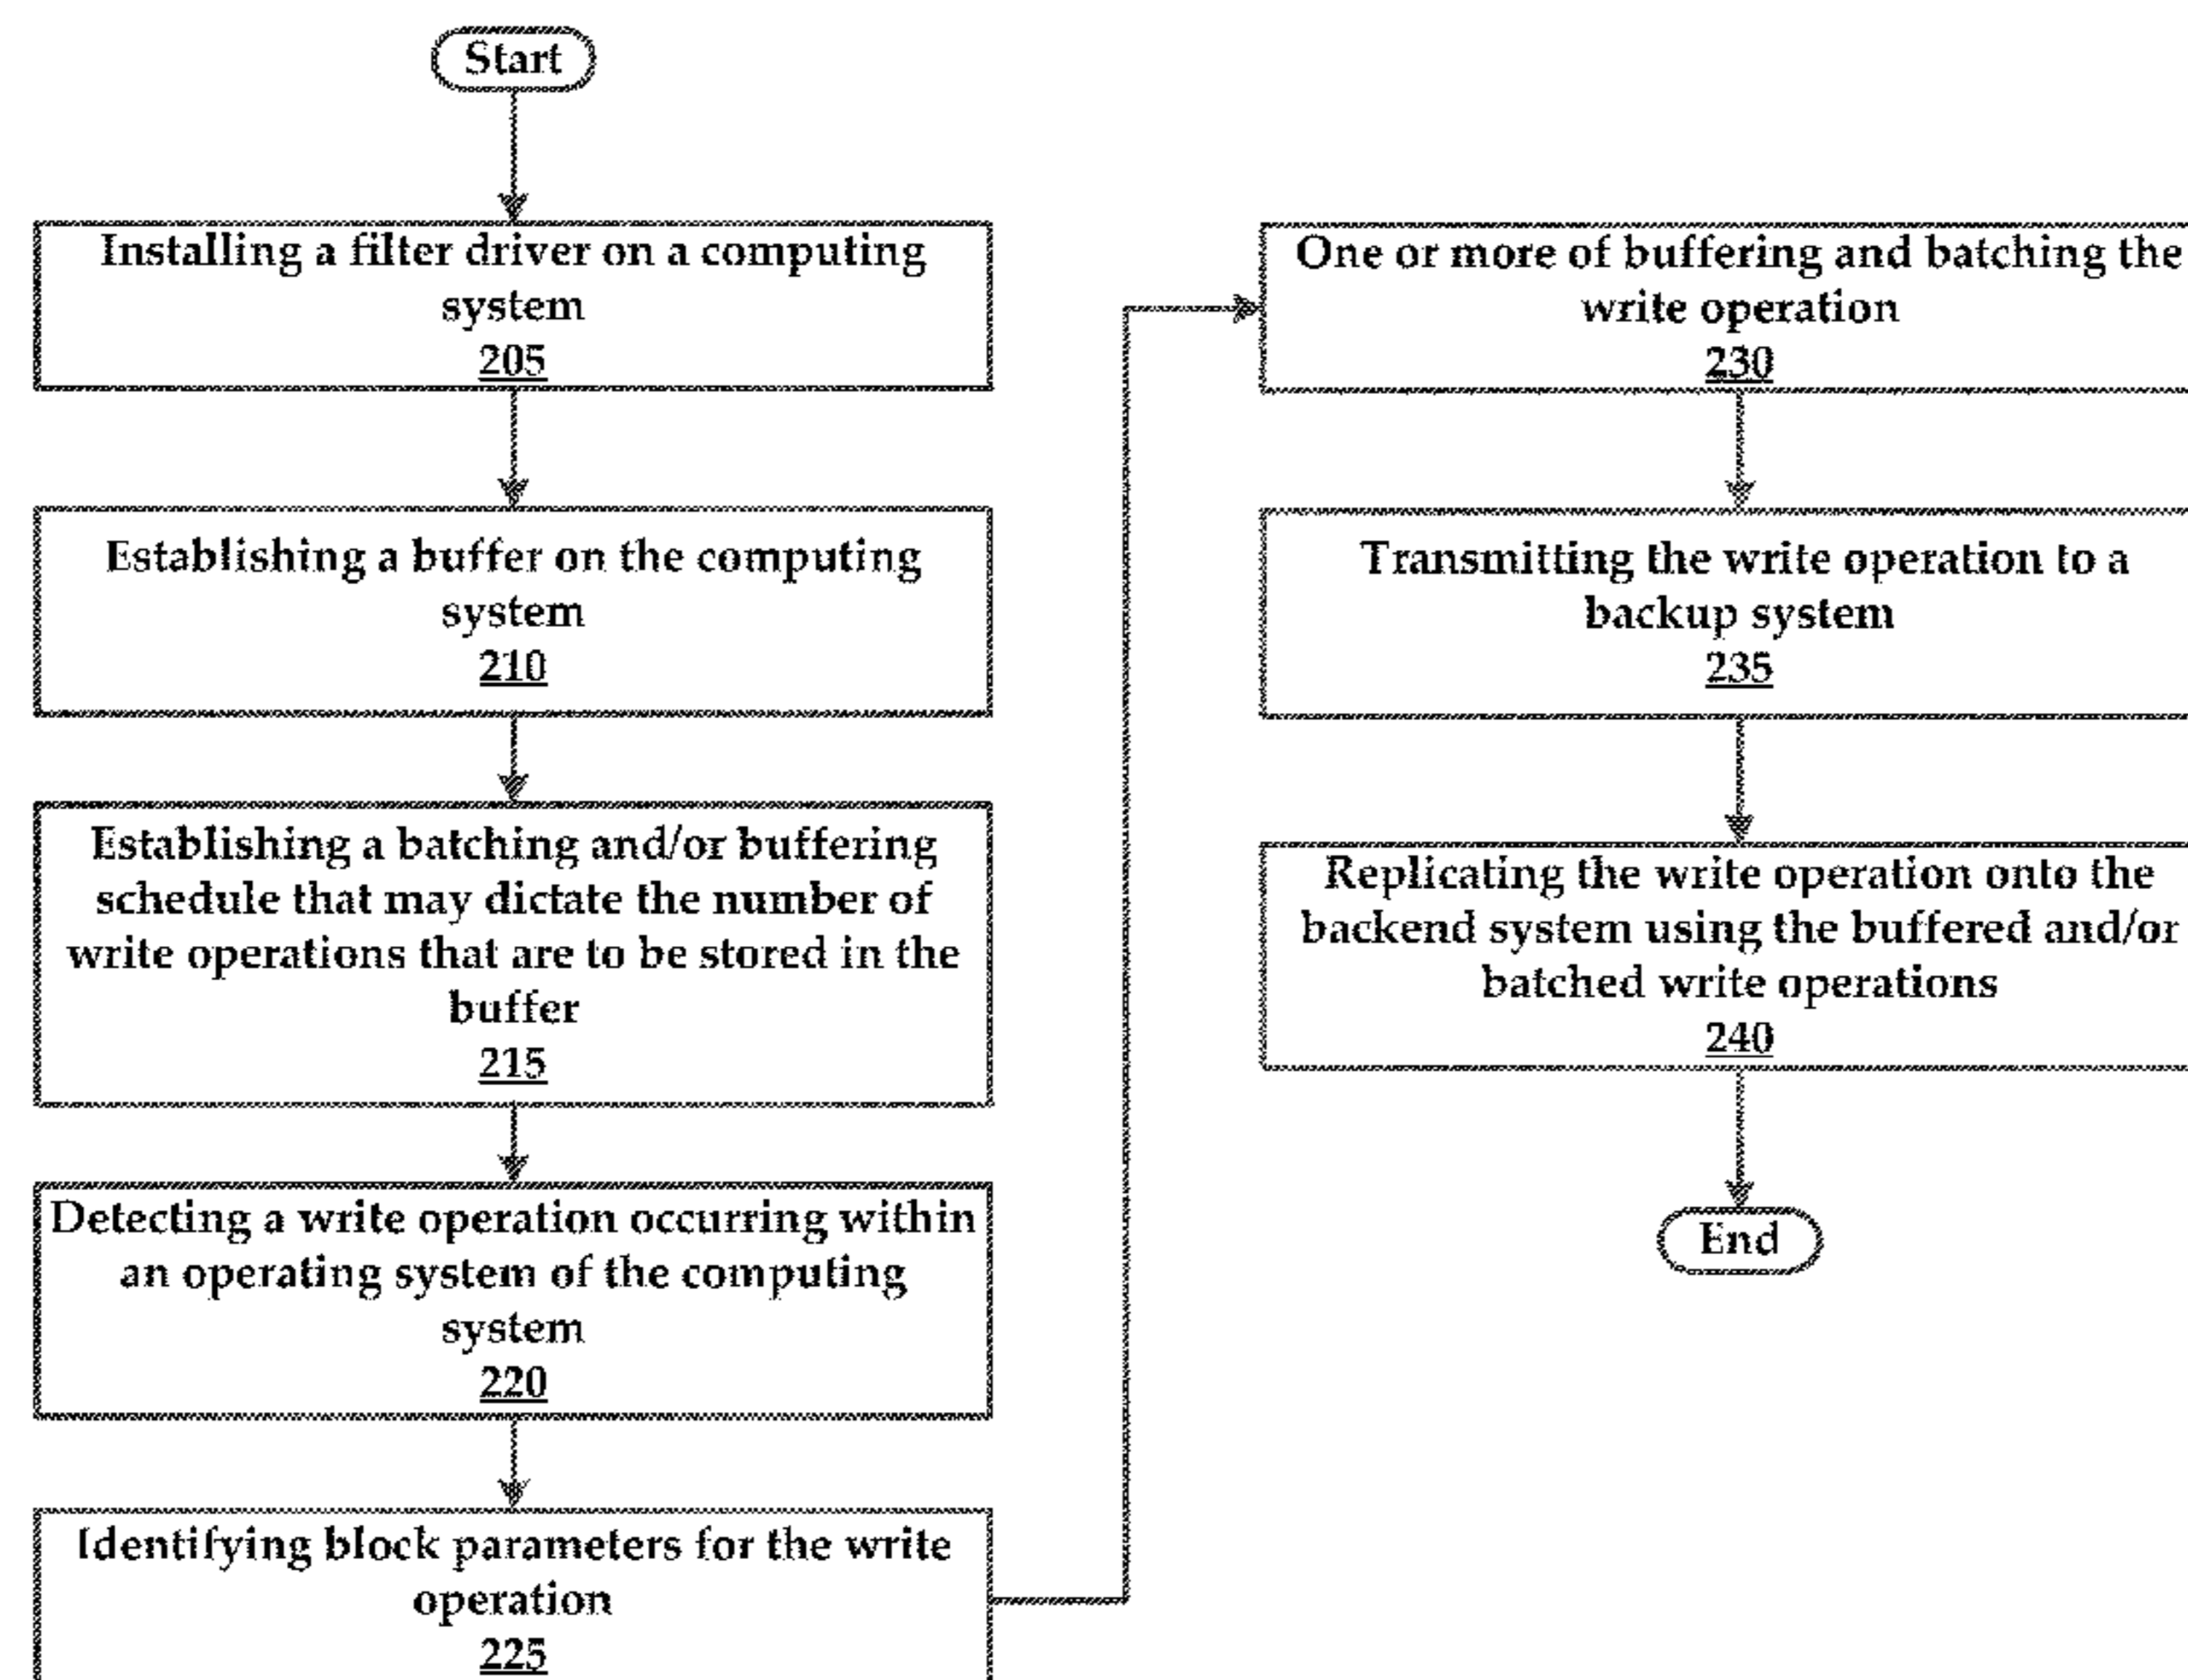 Start
Installing a filter driver on a computing
system
205
Establishing a buffer on the computing
system
210
Establishing a batching and/or buffering
schedule that may dictate the number of
write operations that are to be stored in the
buffer
215
Detecting a write operation occurring within
an operating system of the computing
system
220
Identifying block parameters for the write
operation
225
One or more of buffering and batching the
write operation
230
Transmitting the write operation to a
backup system
235
Replicating the write operation onto the
backend system using the buffered and/or
batched write operations
240
End